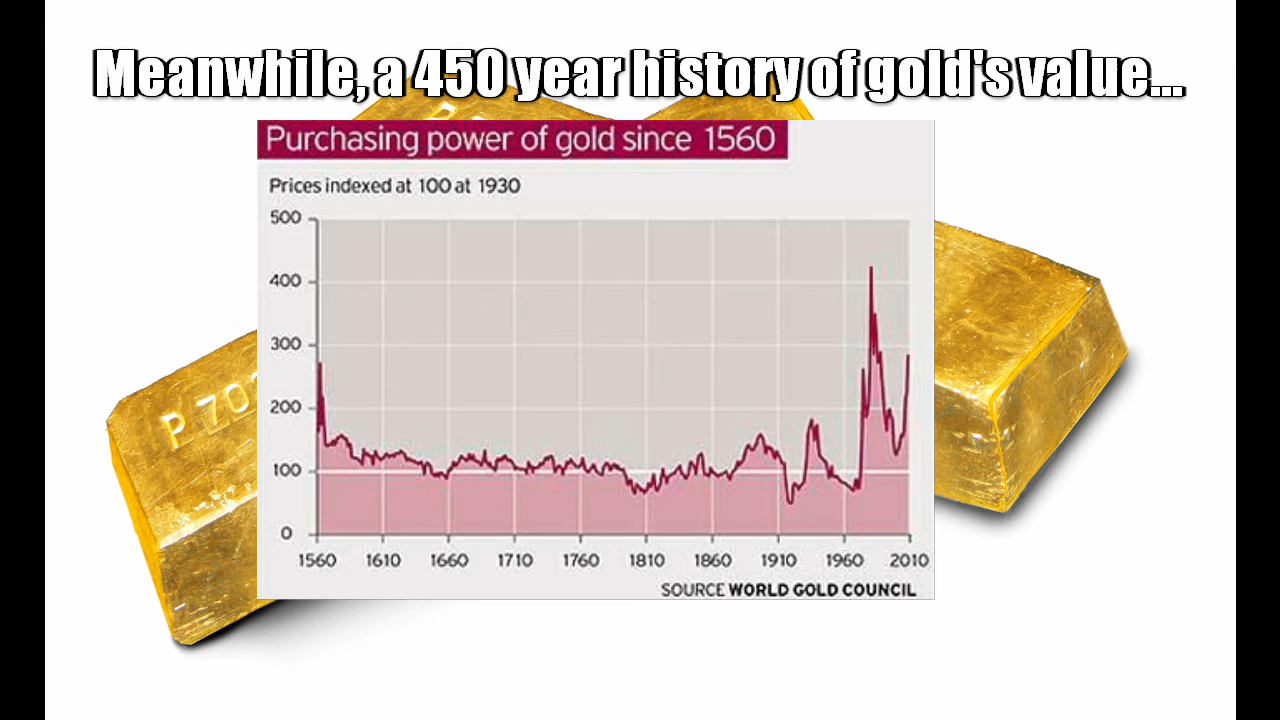 Meanwhile, a 450 year history of gold's value...
Purchasing power of gold since 1560
Prices indexed at 100 at 1930
500
400
300
200
100
0
1560 1610 1660 1710 1760 1810 1860 1910 1960 2010
SOURCE WORLD GOLD COUNCIL